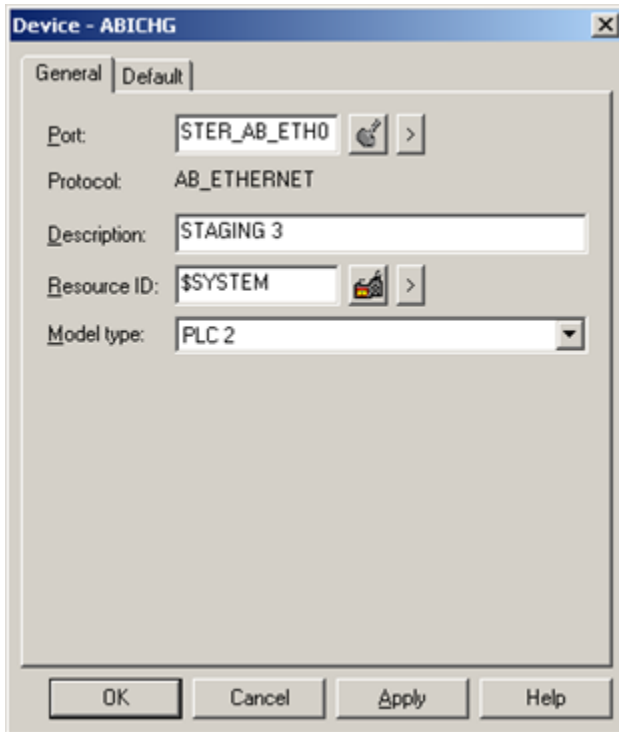 Device - ABICHG
General Default
Port: STER_AB_ETH0 >
Protocol: AB_ETHERNET
Description: STAGING 3
Resource ID: $SYSTEM >
Model type: PLC 2
OK Cancel Apply Help